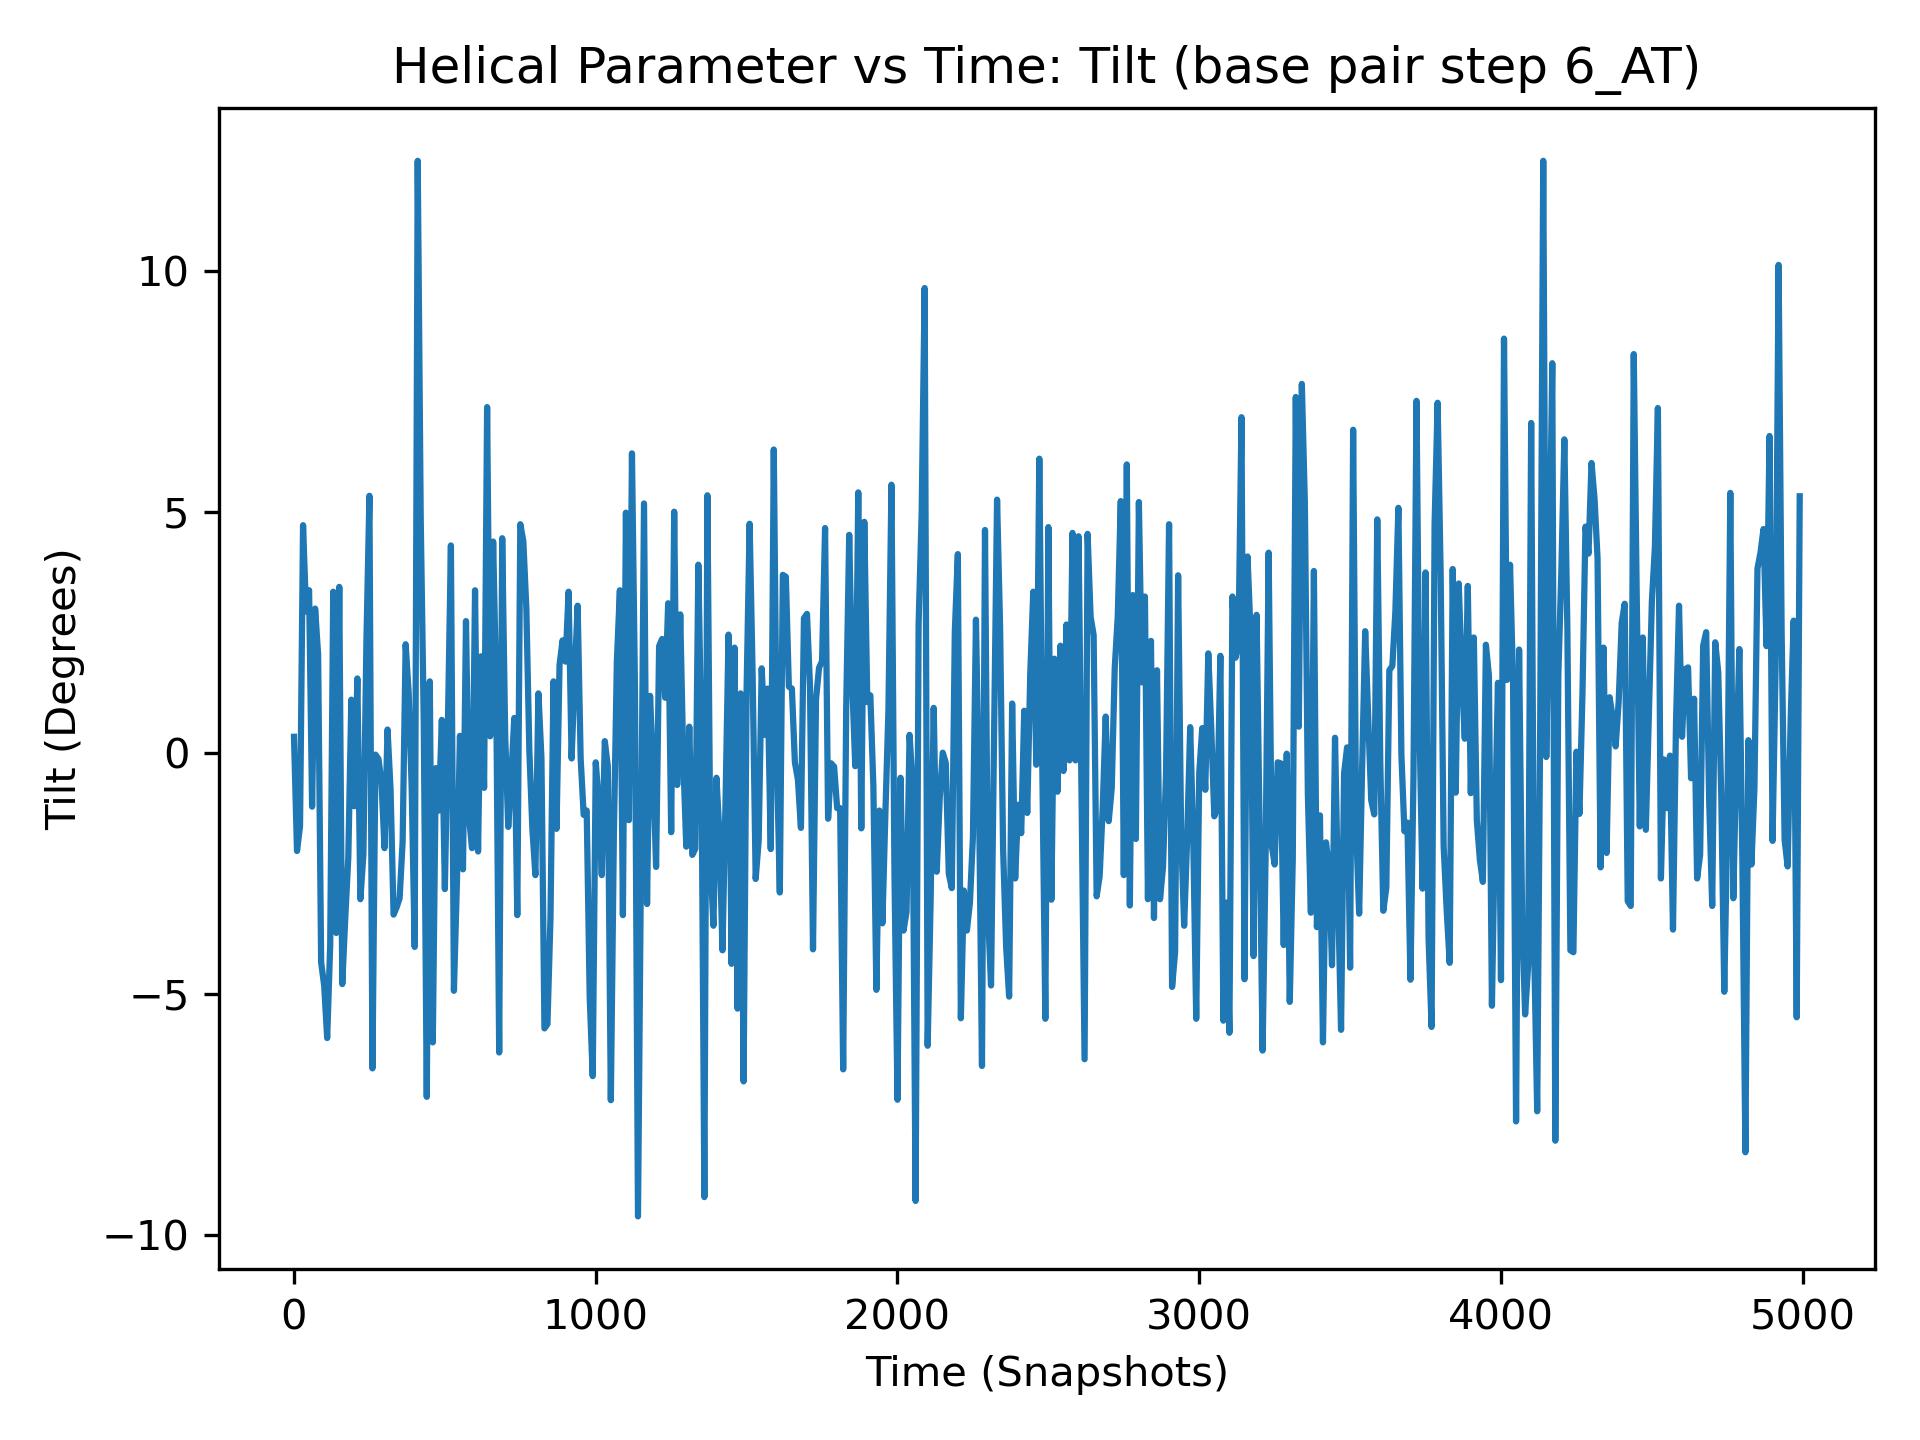 Helical Parameter vs Time: Tilt (base pair step 6_AT)
Tilt (Degrees)
10
5
0
−5
−10
0 1000 2000 3000 4000 5000
Time (Snapshots)